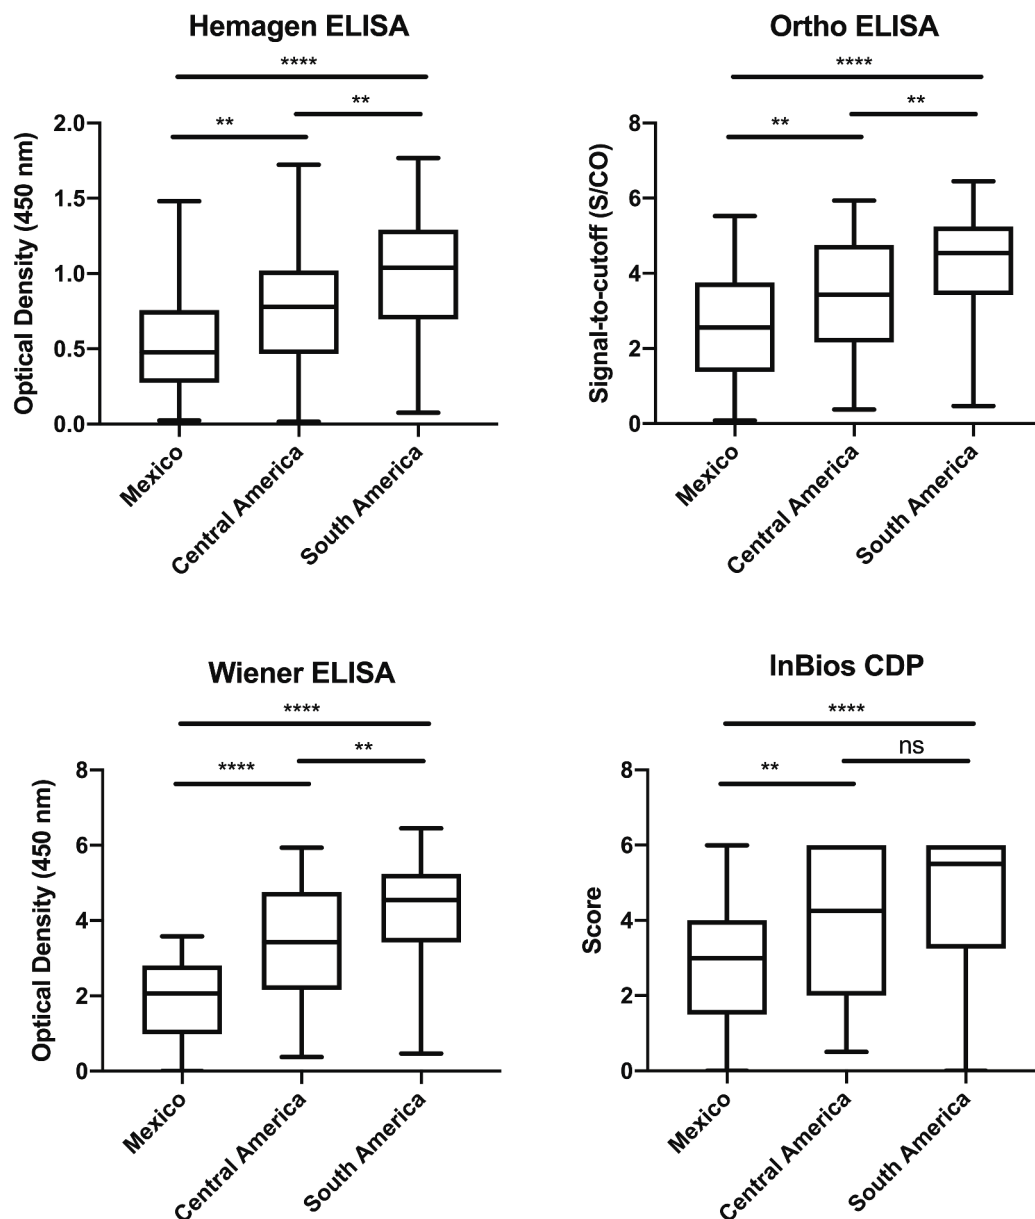 Hemagen ELISA
****
**
**
Optical Density (450 nm)
2.0
1.5
1.0
0.5
0.0
Mexico
Central America
South America
Ortho ELISA
****
**
**
Signal-to-cutoff (S/CO)
8
6
4
2
0
Mexico
Central America
South America
Wiener ELISA
****
**
****
Optical Density (450 nm)
8
6
4
2
0
Mexico
Central America
South America
InBios CDP
****
ns
**
Score
8
6
4
2
0
Mexico
Central America
South America